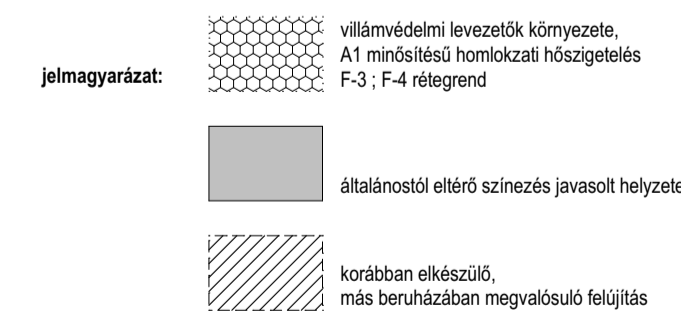 villámvédelmi levezetők környezete,
A1 minősítésű homlokzati hőszigetelés
jelmagyarázat:
F-3 ; F-4 rétegrend
általánostól eltérő színezés javasolt helyzete
korábban elkészülő,
más beruházában megvalósuló felújítás